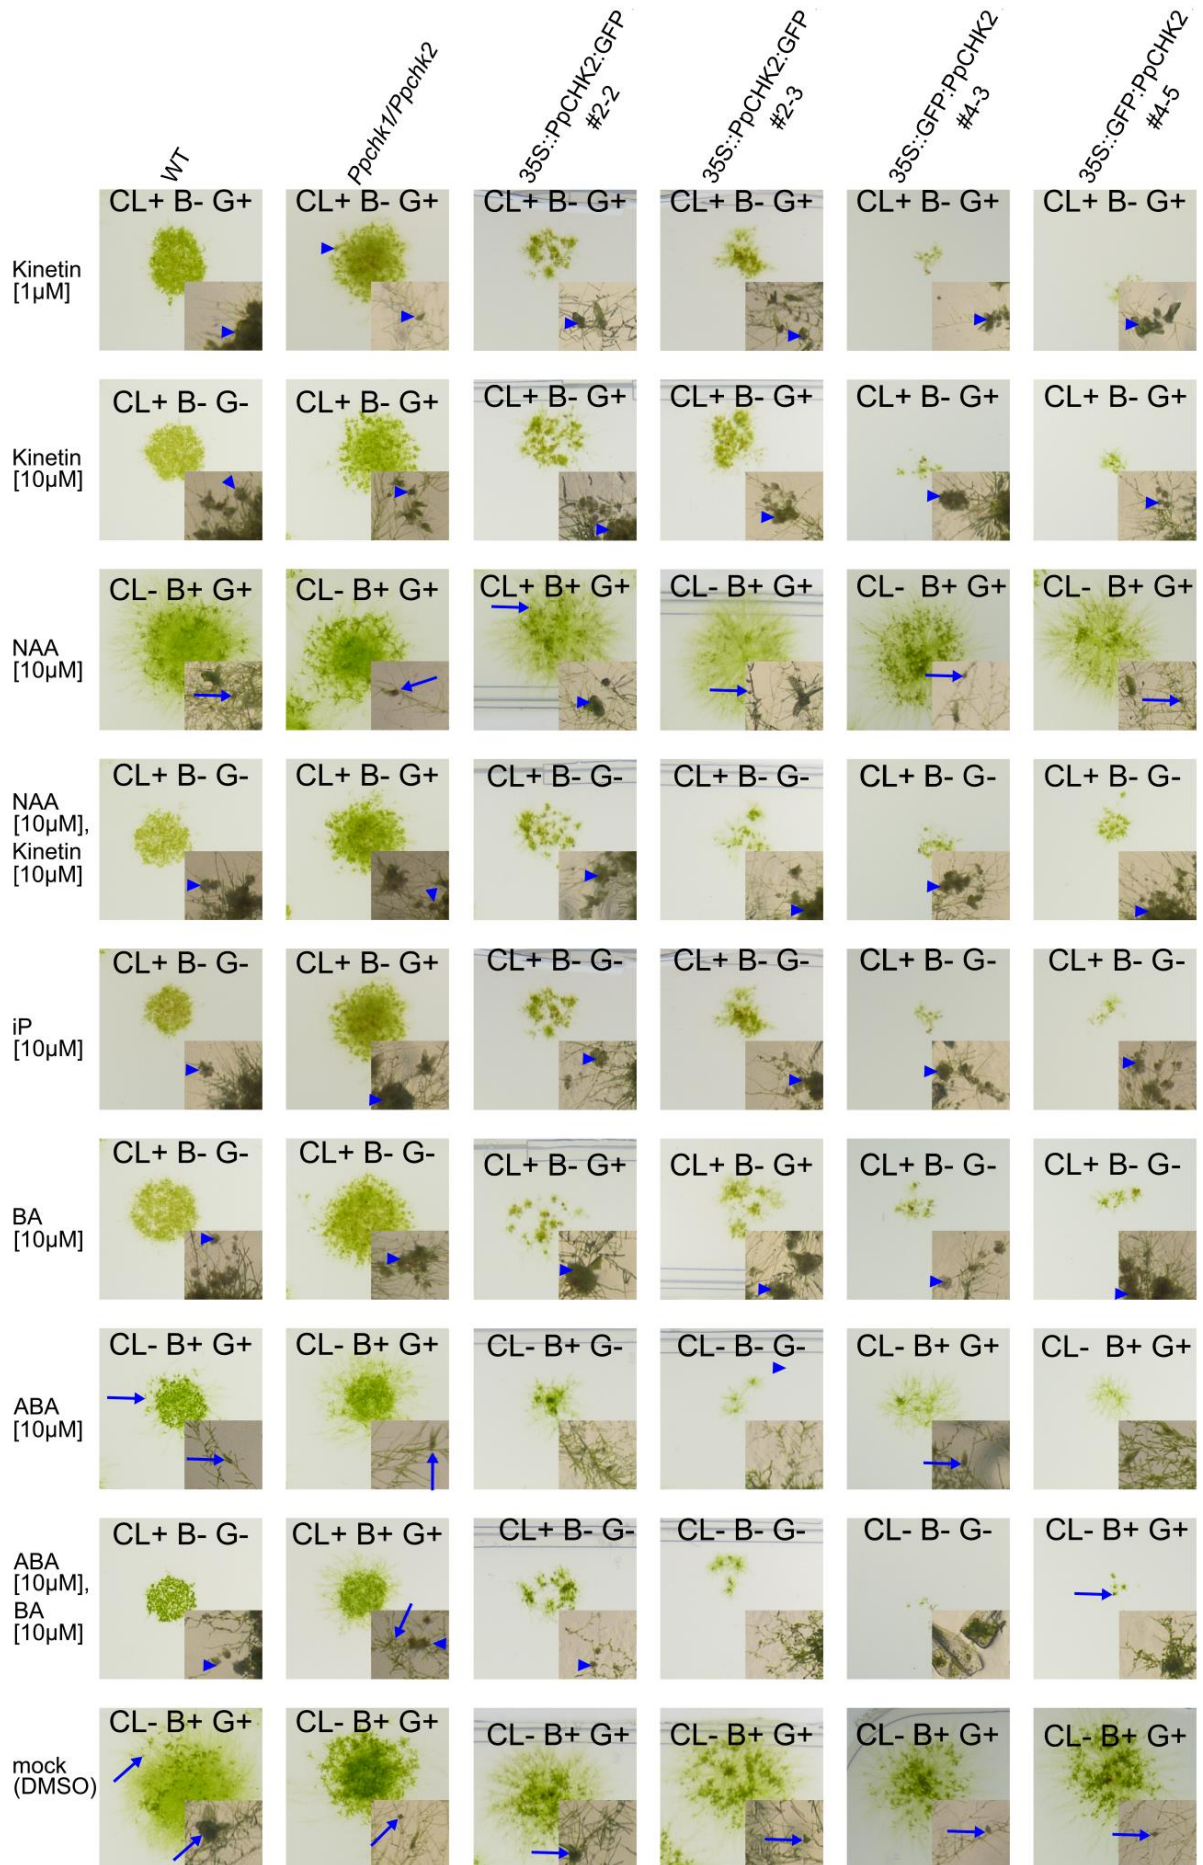 WT
Ppchk1/Ppchk2
35S::PpCHK2:GFP
#2-2
35S::PpCHK2:GFP
#2-3
35S::GFP:PpCHK2
#4-3
35S::GFP:PpCHK2
#4-5
Kinetin
[1µM]
CL+ B- G+
CL+ B- G+
CL+ B- G+
CL+ B- G+
CL+ B- G+
CL+ B- G+
Kinetin
[10µM]
CL+ B- G-
CL+ B- G+
CL+ B- G+
CL+ B- G+
CL+ B- G+
CL+ B- G+
NAA
[10µM]
CL- B+ G+
CL- B+ G+
CL+ B+ G+
CL- B+ G+
CL- B+ G+
CL- B+ G+
NAA
[10µM],
Kinetin
[10µM]
CL+ B- G-
CL+ B- G+
CL+ B- G-
CL+ B- G-
CL+ B- G-
CL+ B- G-
iP
[10µM]
CL+ B- G-
CL+ B- G+
CL+ B- G-
CL+ B- G-
CL+ B- G-
CL+ B- G-
BA
[10µM]
CL+ B- G-
CL+ B- G-
CL+ B- G+
CL+ B- G+
CL+ B- G-
CL+ B- G-
ABA
[10µM]
CL- B+ G+
CL- B+ G+
CL- B+ G-
CL- B- G-
CL- B+ G+
CL- B+ G+
ABA
[10µM],
BA
[10µM]
CL+ B- G-
CL+ B+ G+
CL+ B- G-
CL- B- G-
CL- B- G-
CL- B+ G+
mock
(DMSO)
CL- B+ G+
CL- B+ G+
CL- B+ G+
CL- B+ G+
CL- B+ G+
CL- B+ G+